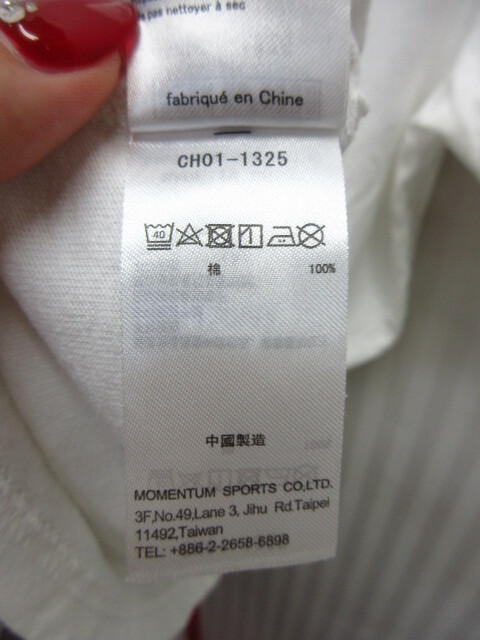 pas nettoyer à sec
fabriqué en Chine
CH01-1325
40
棉 100%
中國製造
MOMENTUM SPORTS CO,LTD.
3F,No.49,Lane 3, Jihu Rd.Taipei
11492,Taiwan
TEL: +886-2-2658-6898